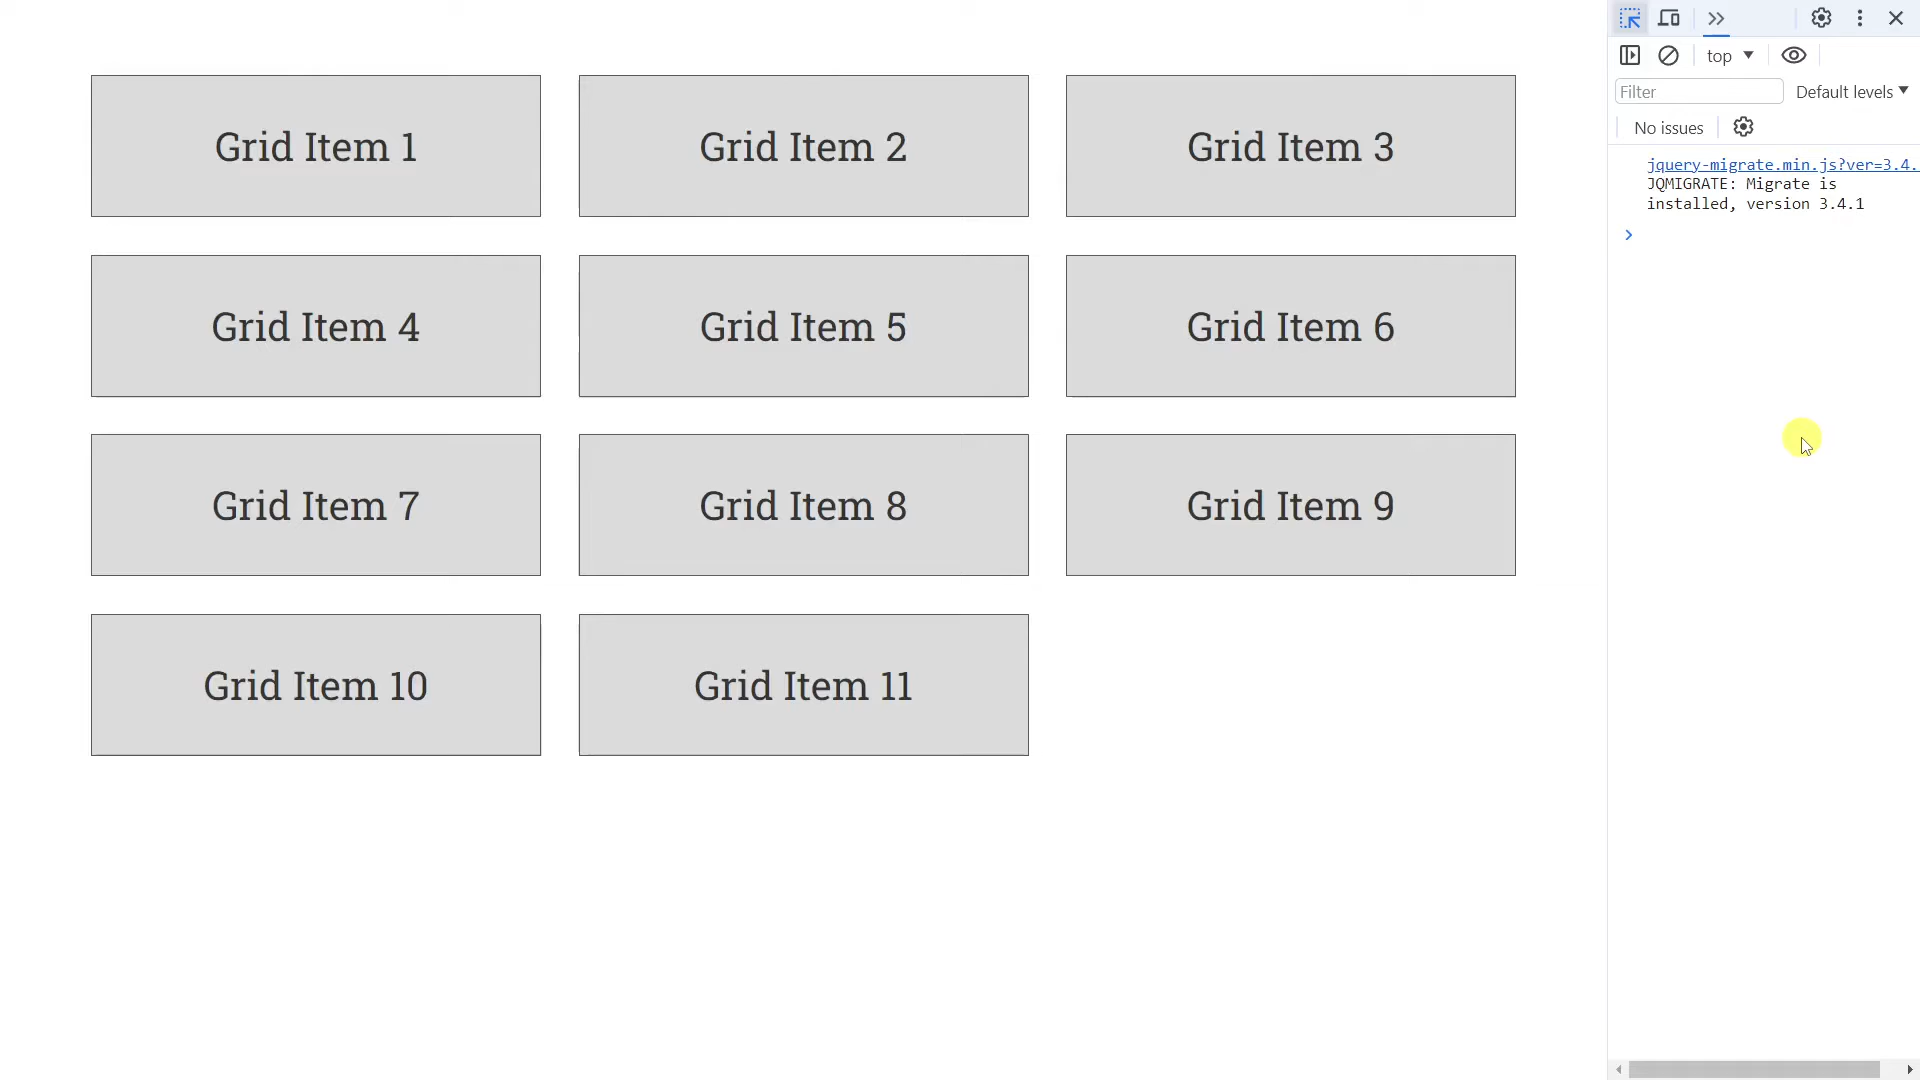 Grid Item 1
Grid Item 2
Grid Item 3
Grid Item 4
Grid Item 5
Grid Item 6
Grid Item 7
Grid Item 8
Grid Item 9
Grid Item 10
Grid Item 11
top
Filter
Default levels
No issues
jquery-migrate.min.js?ver=3.4.
JQMIGRATE: Migrate is
installed, version 3.4.1